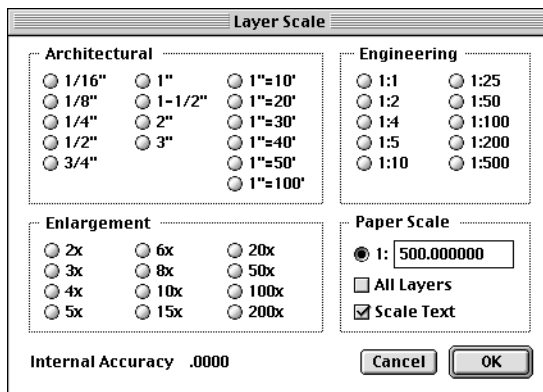 Layer Scale
Architectural
1/16" 1" 1"=10'
1/8" 1-1/2" 1"=20'
1/4" 2" 1"=30'
1/2" 3" 1"=40'
3/4" 1"=50'
1"=100'
Engineering
1:1 1:25
1:2 1:50
1:4 1:100
1:5 1:200
1:10 1:500
Enlargement
2x 6x 20x
3x 8x 50x
4x 10x 100x
5x 15x 200x
Paper Scale
1: 500.000000
All Layers
Scale Text
Internal Accuracy .0000
Cancel OK